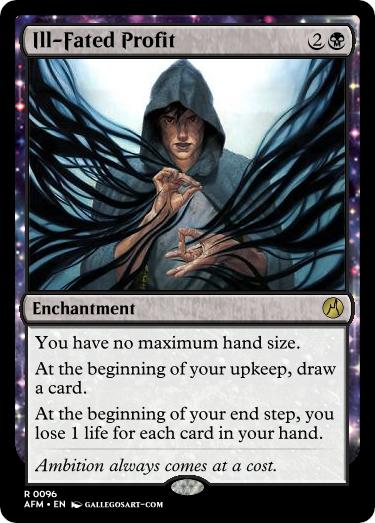 Ill-Fated Profit 2
Enchantment
You have no maximum hand size.
At the beginning of your upkeep, draw
a card.
At the beginning of your end step, you
lose 1 life for each card in your hand.
Ambition always comes at a cost.
R 0096
AFM • EN GALLEGOSART-COM